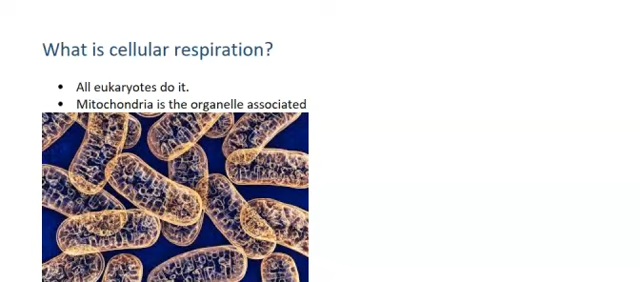 What is cellular respiration?
• All eukaryotes do it.
• Mitochondria is the organelle associated